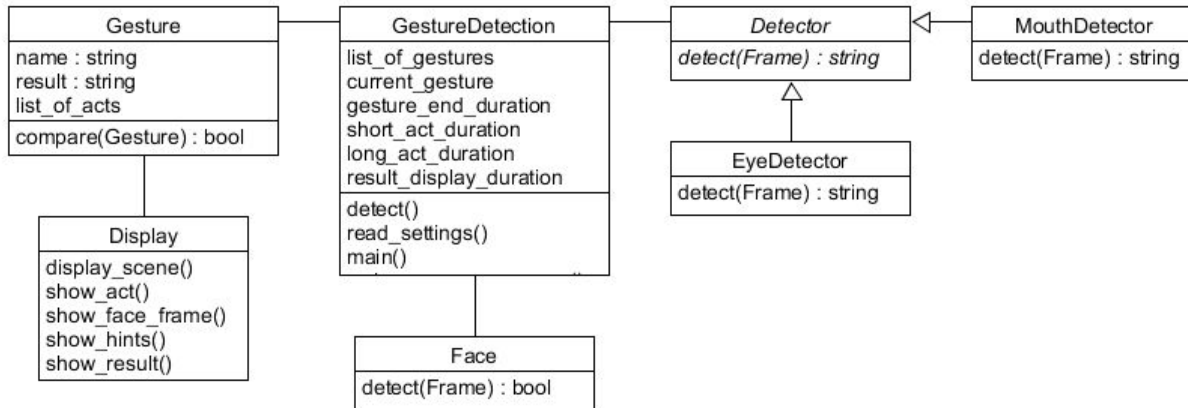 Gesture
name : string
result : string
list_of_acts
compare(Gesture) : bool
GestureDetection
list_of_gestures
current_gesture
gesture_end_duration
short_act_duration
long_act_duration
result_display_duration
detect()
read_settings()
main()
Detector
detect(Frame) : string
MouthDetector
detect(Frame) : string
EyeDetector
detect(Frame) : string
Display
display_scene()
show_act()
show_face_frame()
show_hints()
show_result()
Face
detect(Frame) : bool